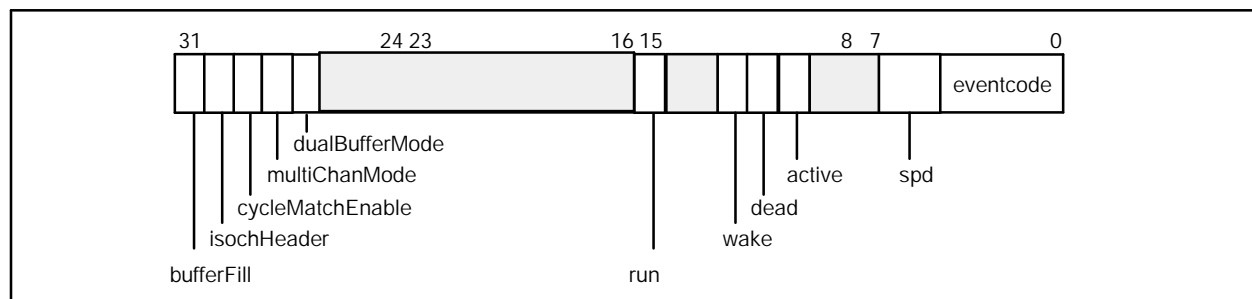 31 24 23 16 15 8 7 0
eventcode
dualBufferMode
multiChanMode active spd
cycleMatchEnable dead
isochHeader wake
bufferFill run